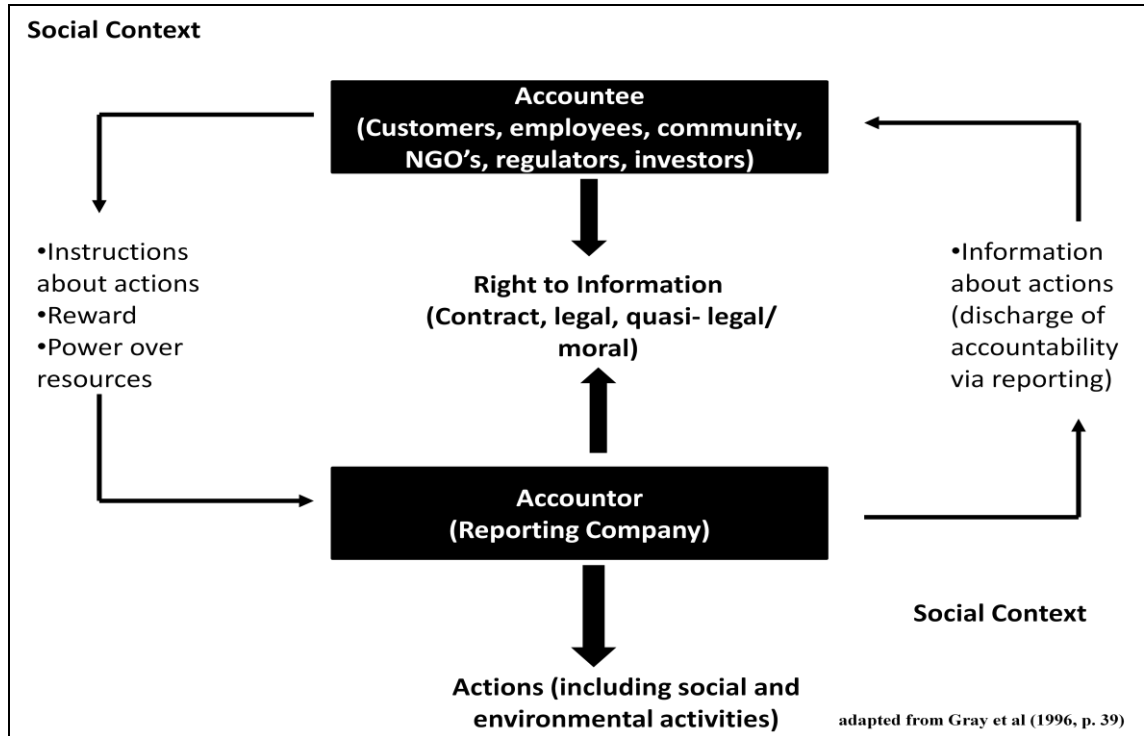 Social Context
Accountee
(Customers, employees, community,
NGO’s, regulators, investors)
•Instructions
about actions
•Reward
•Power over
resources
Right to Information
(Contract, legal, quasi- legal/
moral)
•Information
about actions
(discharge of
accountability
via reporting)
Accountor
(Reporting Company)
Social Context
Actions (including social and
environmental activities)
adapted from Gray et al (1996, p. 39)